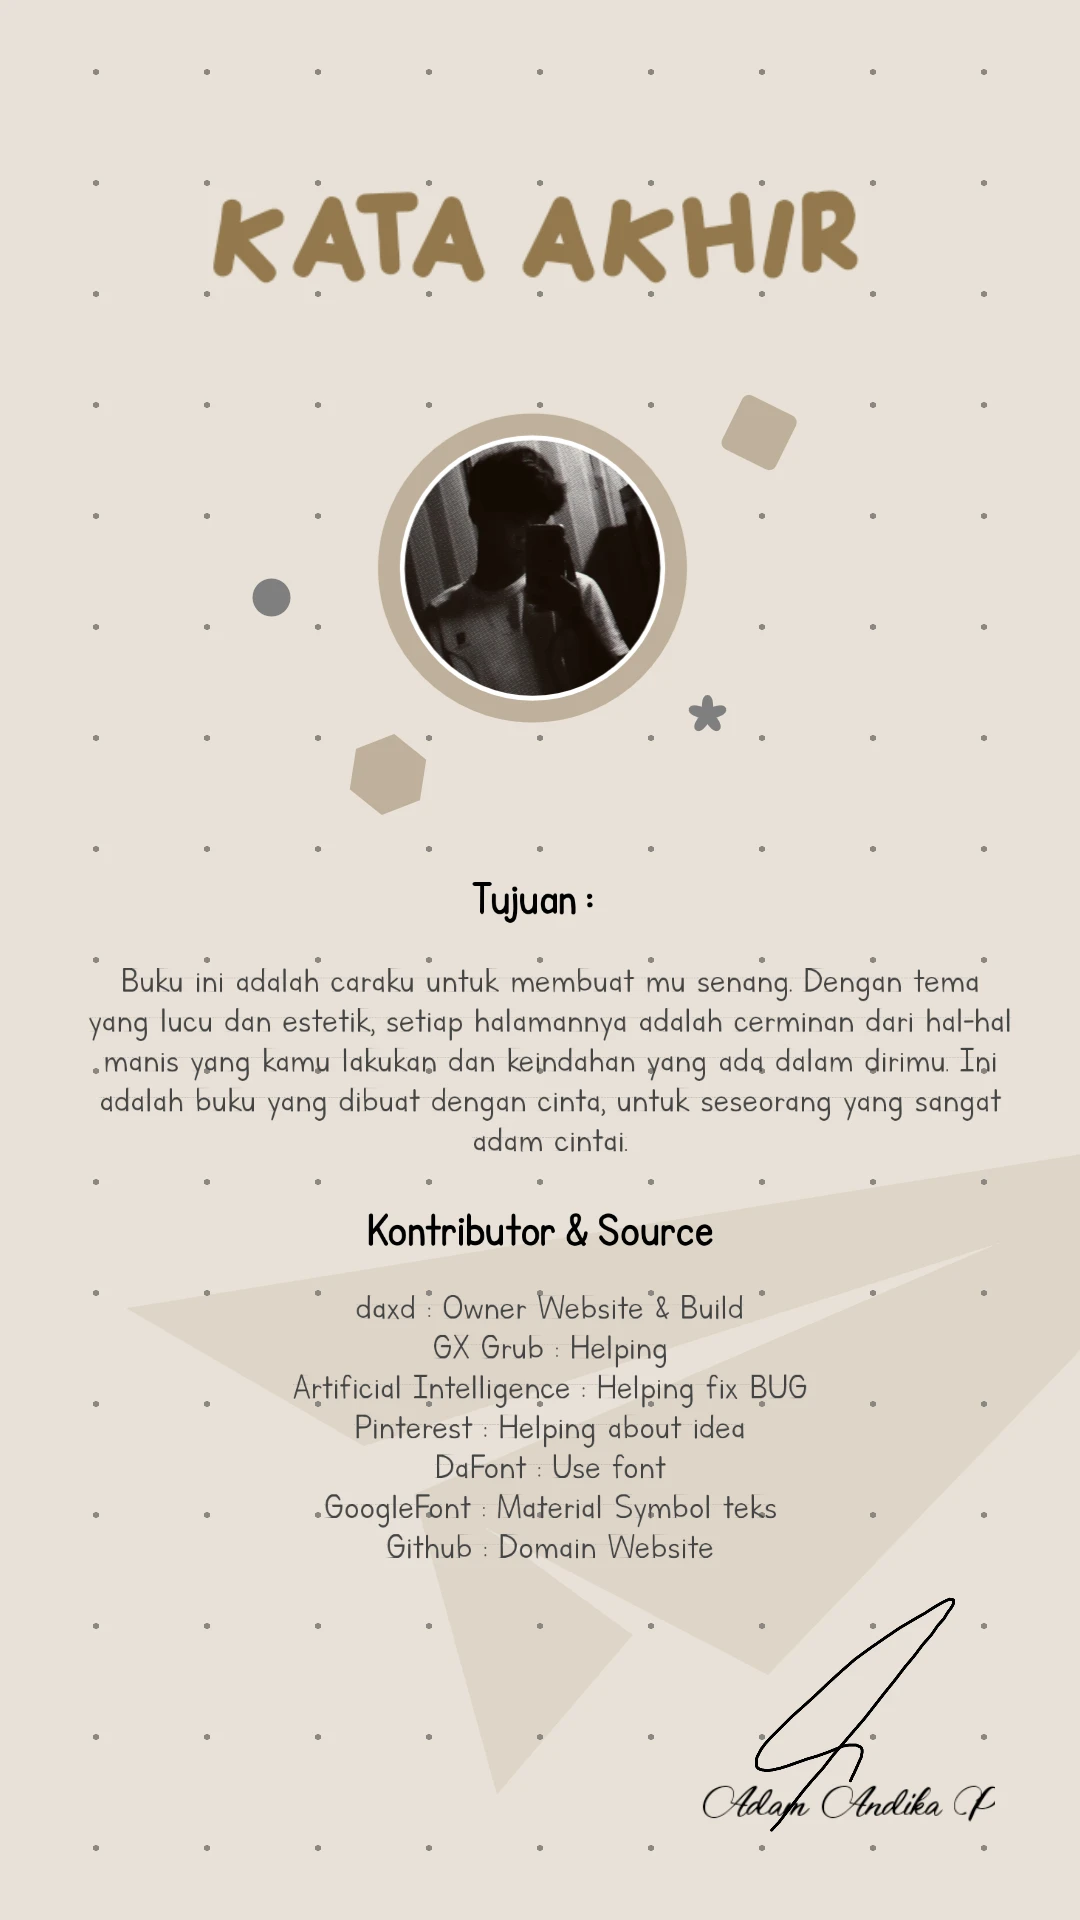 KATA AKHIR
Tujuan :
Buku ini adalah caraku untuk membuat mu senang. Dengan tema
yang lucu dan estetik, setiap halamannya adalah cerminan dari hal-hal
manis yang kamu lakukan dan keindahan yang ada dalam dirimu. Ini
adalah buku yang dibuat dengan cinta, untuk seseorang yang sangat
adam cintai.
Kontributor & Source
daxd : Owner Website & Build
GX Grub : Helping
Artificial Intelligence : Helping fix BUG
Pinterest : Helping about idea
DaFont : Use font
GoogleFont : Material Symbol teks
Github : Domain Website
Adam Andika P